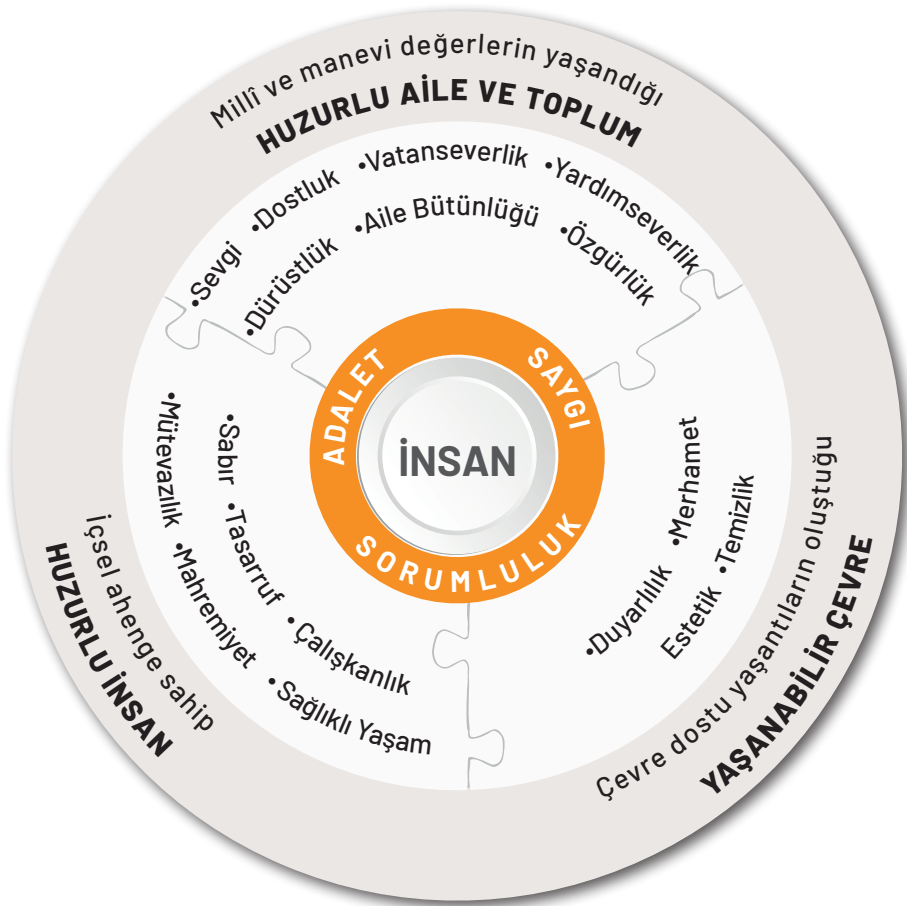 Millî ve manevi değerlerin yaşandığı
HUZURLU AİLE VE TOPLUM
•Sevgi •Dostluk •Vatanseverlik •Yardımseverlik
•Dürüstlük •Aile Bütünlüğü •Özgürlük
ADALET
SAYGI
SORUMLULUK
İNSAN
•Mütevazılık •Mahremiyet • Sağlıklı Yaşam
•Sabır •Tasarruf • Çalışkanlık
İçsel ahenge sahip
HUZURLU İNSAN
•Duyarlılık •Merhamet
Estetik •Temizlik
Çevre dostu yaşantıların oluştuğu
YAŞANABİLİR ÇEVRE